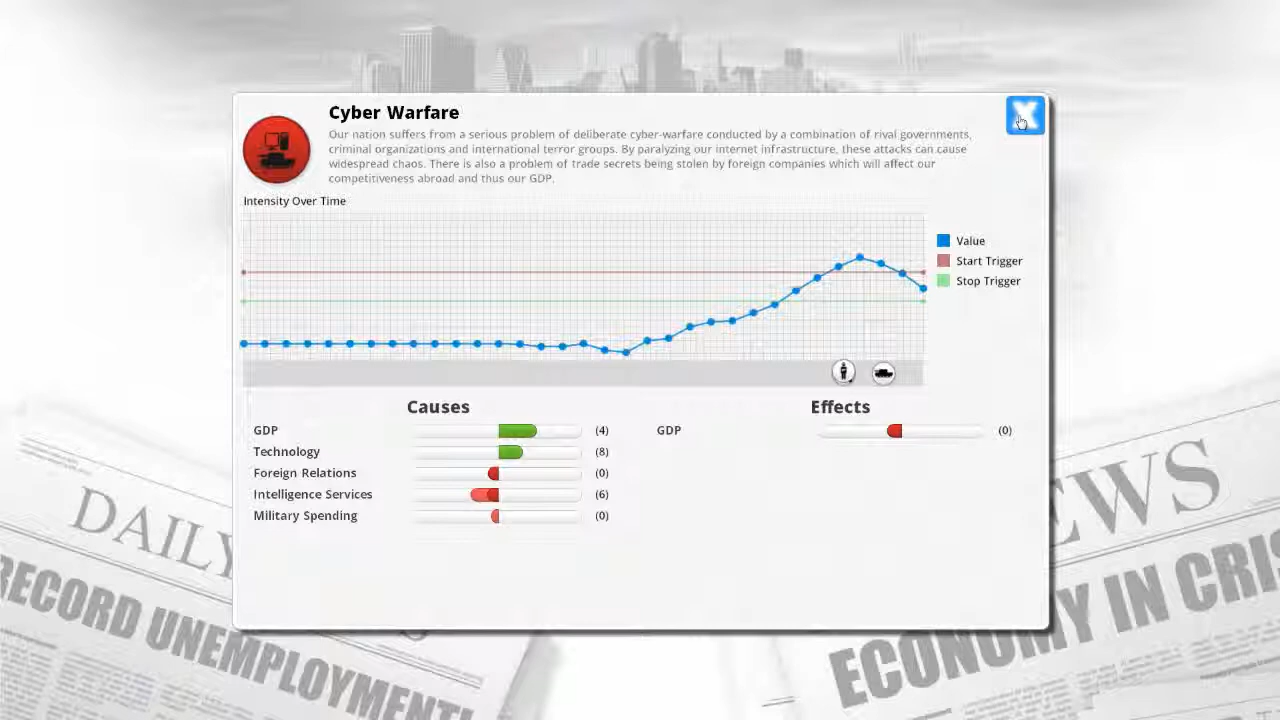 Cyber Warfare
Our nation suffers from a serious problem of deliberate cyber-warfare conducted by a combination of rival governments,
criminal organizations and international terror groups. By paralyzing our internet infrastructure, these attacks can cause
widespread chaos. There is also a problem of trade secrets being stolen by foreign companies which will affect our
competitiveness abroad and thus our GDP.
Intensity Over Time
Value
Start Trigger
Stop Trigger
Causes
GDP (4)
Technology (8)
Foreign Relations (0)
Intelligence Services (6)
Military Spending (0)
Effects
GDP (0)
DAILY
RECORD UNEMPLOYMENT!
EWS
ECONOMY IN CRIS